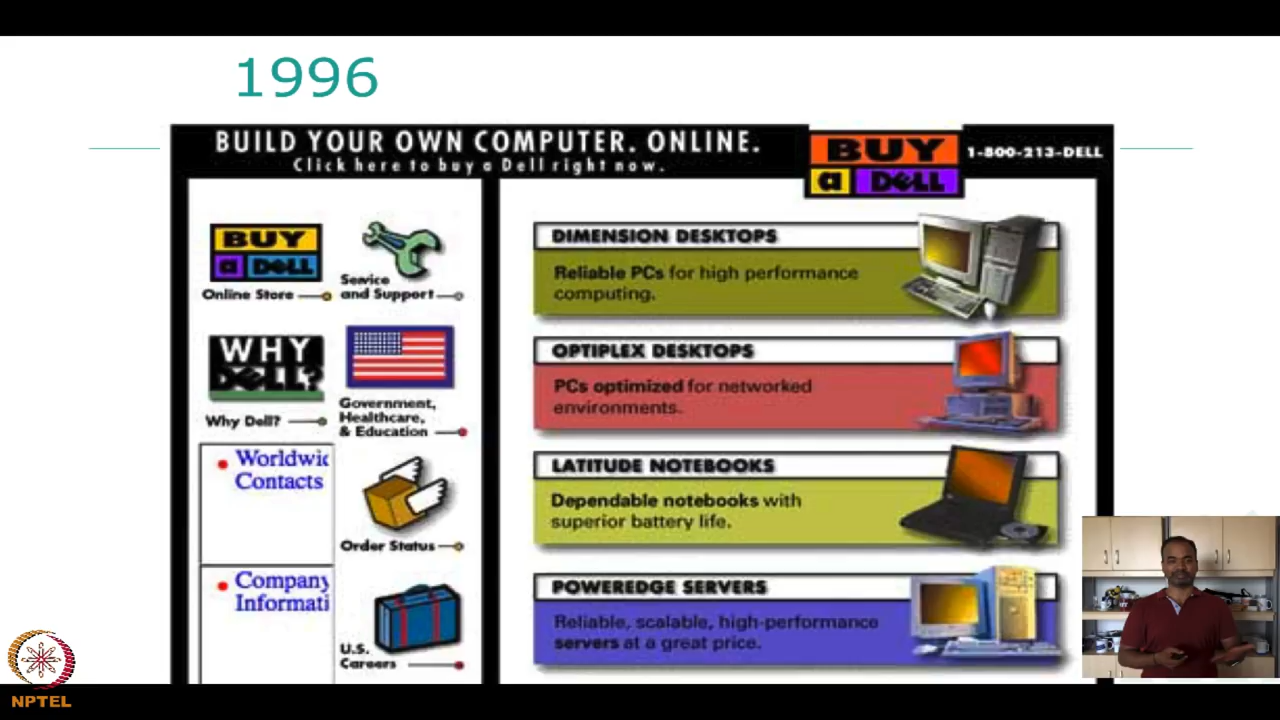 1996
BUILD YOUR OWN COMPUTER. ONLINE.
Click here to buy a Dell right now.
BUY
a DELL
1-800-213-DELL
BUY
a DELL
Online Store
Service
and Support
WHY
DELL?
Why Dell?
Government,
Healthcare,
& Education
Worldwic
Contacts
Order Status
Company
Informati
U.S.
Careers
DIMENSION DESKTOPS
Reliable PCs for high performance
computing.
OPTIPLEX DESKTOPS
PCs optimized for networked
environments.
LATITUDE NOTEBOOKS
Dependable notebooks with
superior battery life.
POWEREDGE SERVERS
Reliable, scalable, high-performance
servers at a great price.
NPTEL